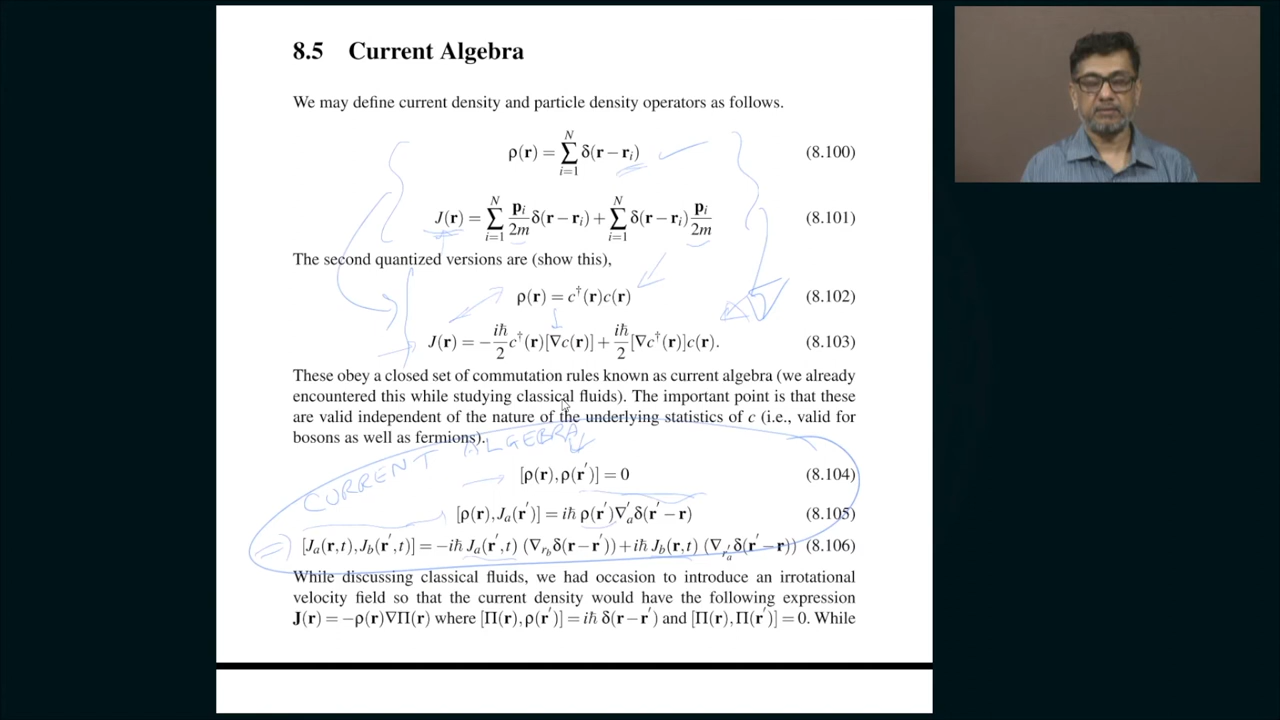 8.5 Current Algebra
We may define current density and particle density operators as follows.
ρ(r) = ∑_{i=1}^{N} δ(r − r_i) (8.100)
J(r) = ∑_{i=1}^{N} p_i/2m δ(r − r_i) + ∑_{i=1}^{N} δ(r − r_i) p_i/2m (8.101)
The second quantized versions are (show this),
ρ(r) = c†(r)c(r) (8.102)
J(r) = −iħ/2 c†(r)[∇c(r)] + iħ/2 [∇c†(r)]c(r). (8.103)
These obey a closed set of commutation rules known as current algebra (we already
encountered this while studying classical fluids). The important point is that these
are valid independent of the nature of the underlying statistics of c (i.e., valid for
bosons as well as fermions).
CURRENT ALGEBRA
[ρ(r), ρ(r′)] = 0 (8.104)
[ρ(r), J_a(r′)] = iħ ρ(r′)∇′_a δ(r′ − r) (8.105)
[J_a(r,t), J_b(r′,t)] = −iħ J_a(r′,t) (∇_{r_b} δ(r − r′)) + iħ J_b(r,t) (∇_{r′_a} δ(r′ − r)) (8.106)
While discussing classical fluids, we had occasion to introduce an irrotational
velocity field so that the current density would have the following expression
J(r) = −ρ(r)∇Π(r) where [Π(r), ρ(r′)] = iħ δ(r − r′) and [Π(r), Π(r′)] = 0. While